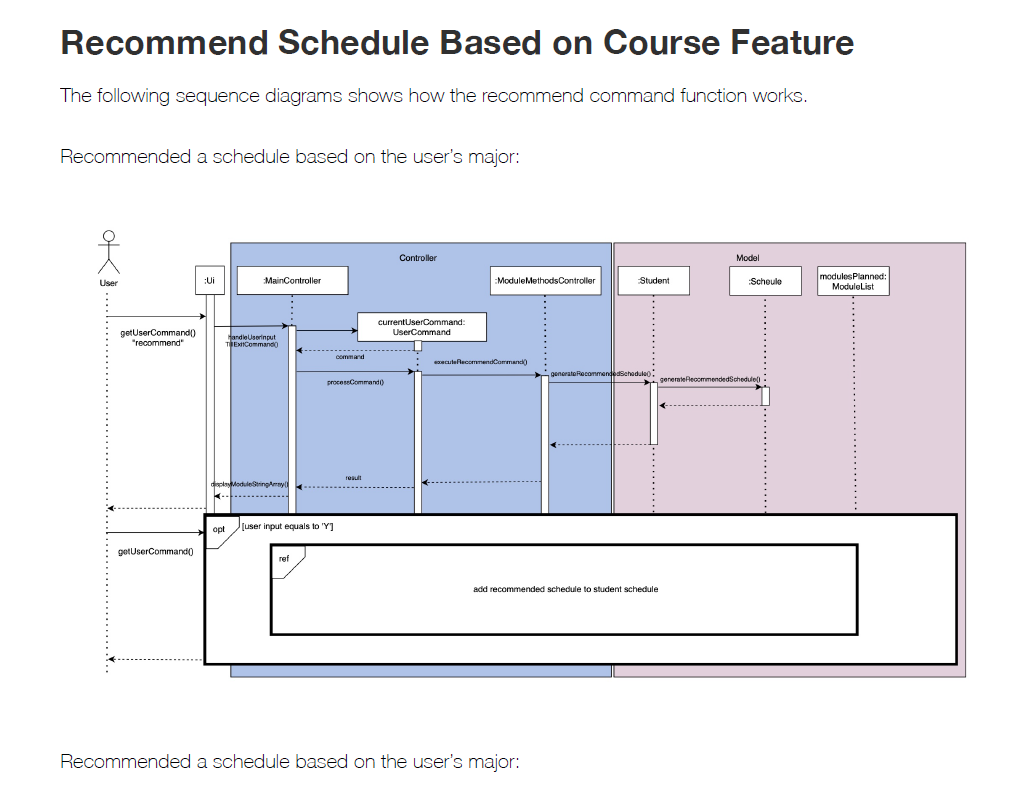 Recommend Schedule Based on Course Feature
The following sequence diagrams shows how the recommend command function works.
Recommended a schedule based on the user's major:
User
Controller
Model
:Ui
:MainController
:ModuleMethodsController
:Student
:Scheule
modulesPlanned:
ModuleList
getUserCommand()
"recommend"
handleUserInput
TillExitCommand()
currentUserCommand:
UserCommand
command
processCommand()
executeRecommendCommand()
generateRecommendedSchedule()
generateRecommendedSchedule()
result
displayModuleStringArray()
opt
[user input equals to 'Y']
getUserCommand()
ref
add recommended schedule to student schedule
Recommended a schedule based on the user's major: